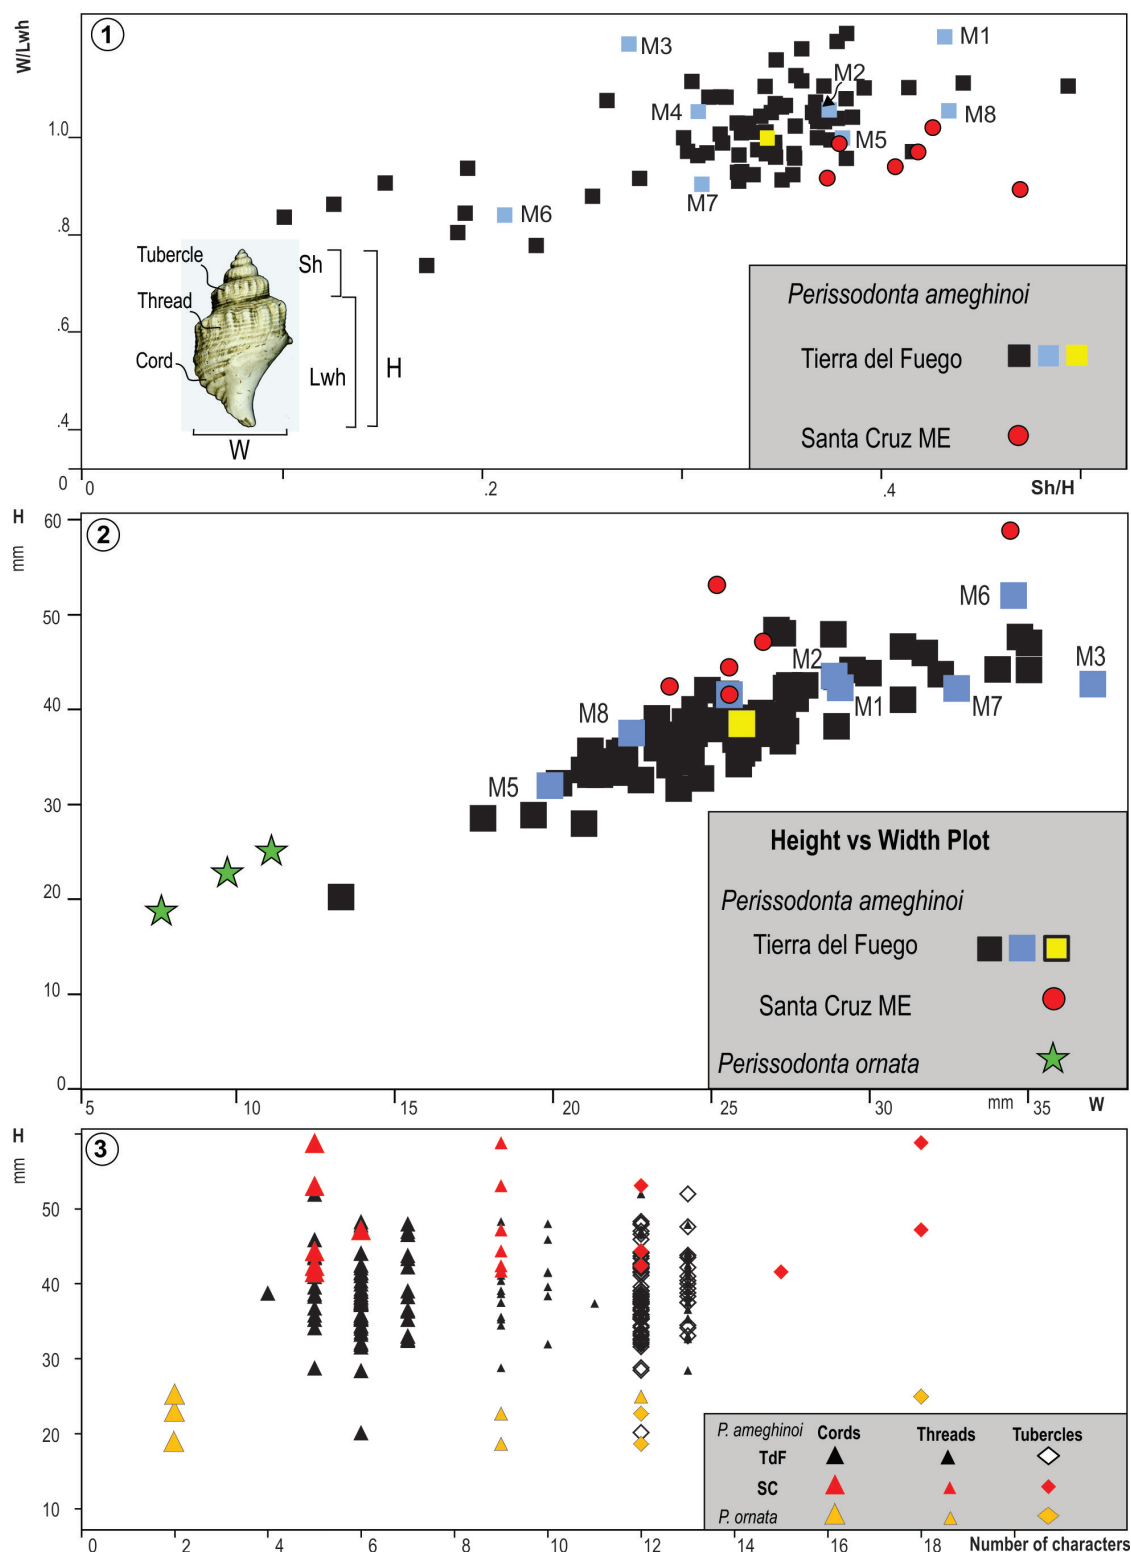 1
W/Lwh
1.0
.8
.6
.4
0
M3
M1
M2
M4
M8
M5
M7
M6
Tubercle
Thread
Cord
Sh
Lwh
H
W
Perissodonta ameghinoi
Tierra del Fuego
Santa Cruz ME
0 .2 .4 Sh/H
2
H
mm
60
50
40
30
20
10
0
M6
M3
M2
M1
M7
M8
M5
Height vs Width Plot
Perissodonta ameghinoi
Tierra del Fuego
Santa Cruz ME
Perissodonta ornata
5 10 15 20 25 30 mm 35 W
3
H
mm
50
40
30
20
10
P. ameghinoi Cords Threads Tubercles
TdF
SC
P. ornata
0 2 4 6 8 10 12 14 16 18 Number of characters